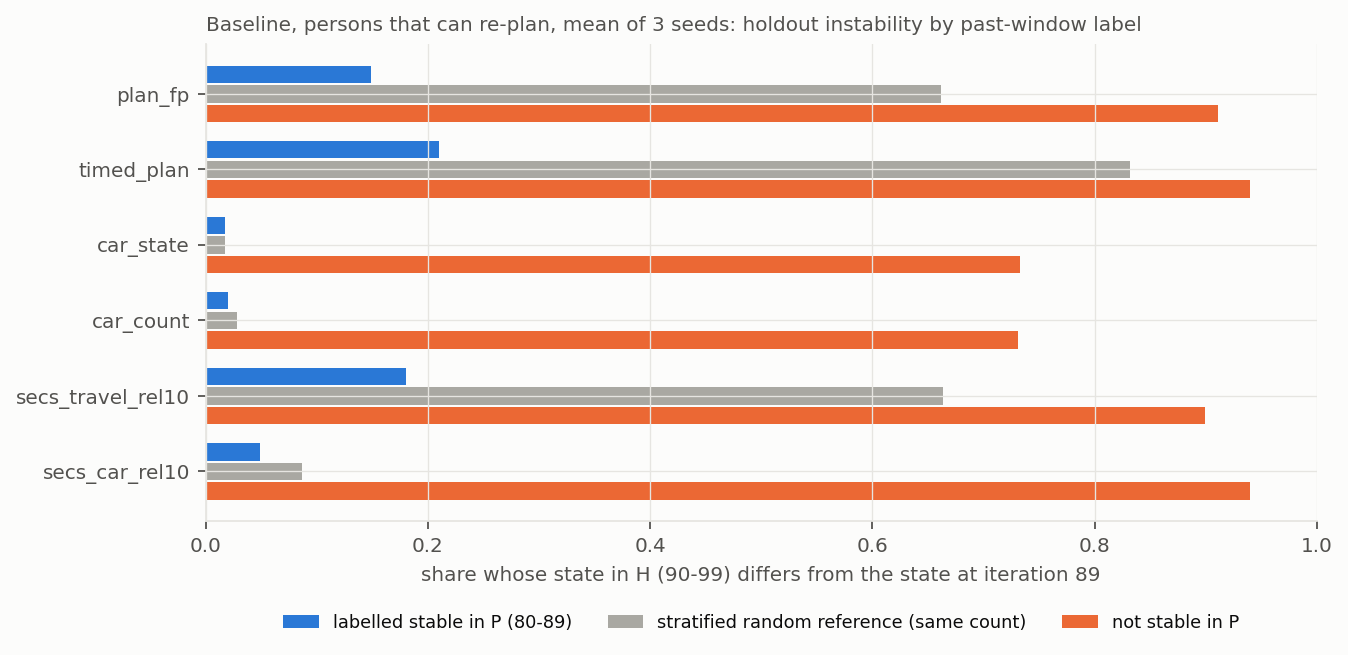 Baseline, persons that can re-plan, mean of 3 seeds: holdout instability by past-window label
plan_fp
timed_plan
car_state
car_count
secs_travel_rel10
secs_car_rel10
0.0 0.2 0.4 0.6 0.8 1.0
share whose state in H (90-99) differs from the state at iteration 89
labelled stable in P (80-89) stratified random reference (same count) not stable in P